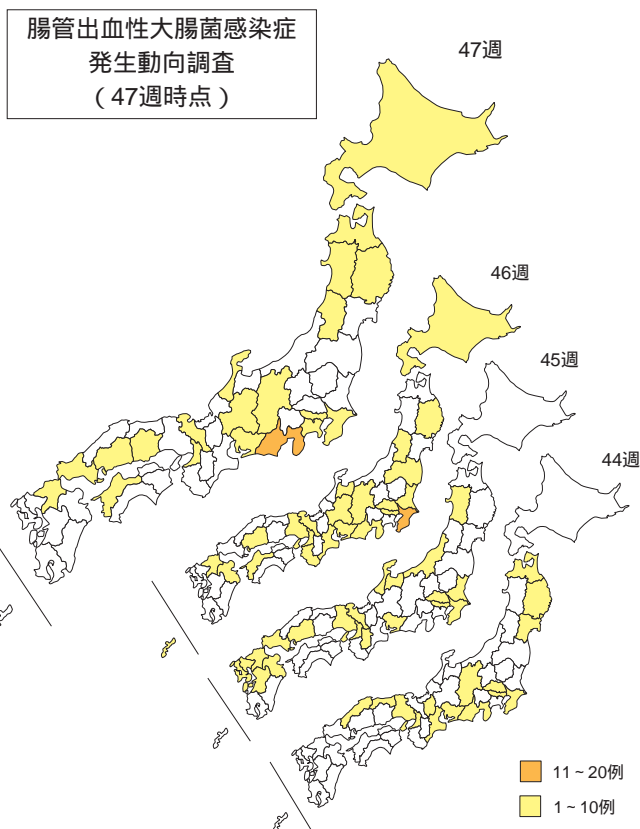 腸管出血性大腸菌感染症
発生動向調査
（47週時点）
47週
46週
45週
44週
11～20例
1～10例